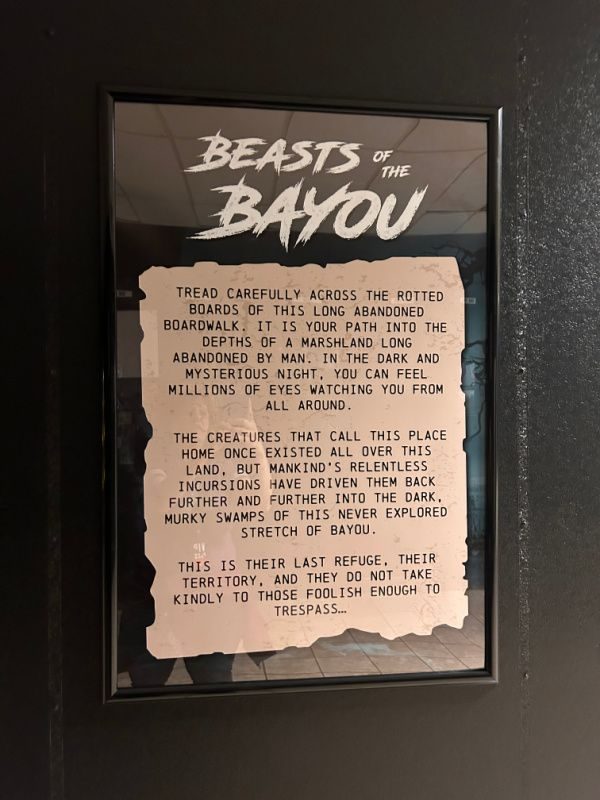 BEASTS OF THE
BAYOU
TREAD CAREFULLY ACROSS THE ROTTED
BOARDS OF THIS LONG ABANDONED
BOARDWALK. IT IS YOUR PATH INTO THE
DEPTHS OF A MARSHLAND LONG
ABANDONED BY MAN. IN THE DARK AND
MYSTERIOUS NIGHT, YOU CAN FEEL
MILLIONS OF EYES WATCHING YOU FROM
ALL AROUND.
THE CREATURES THAT CALL THIS PLACE
HOME ONCE EXISTED ALL OVER THIS
LAND, BUT MANKIND'S RELENTLESS
INCURSIONS HAVE DRIVEN THEM BACK
FURTHER AND FURTHER INTO THE DARK,
MURKY SWAMPS OF THIS NEVER EXPLORED
STRETCH OF BAYOU.
THIS IS THEIR LAST REFUGE, THEIR
TERRITORY, AND THEY DO NOT TAKE
KINDLY TO THOSE FOOLISH ENOUGH TO
TRESPASS…